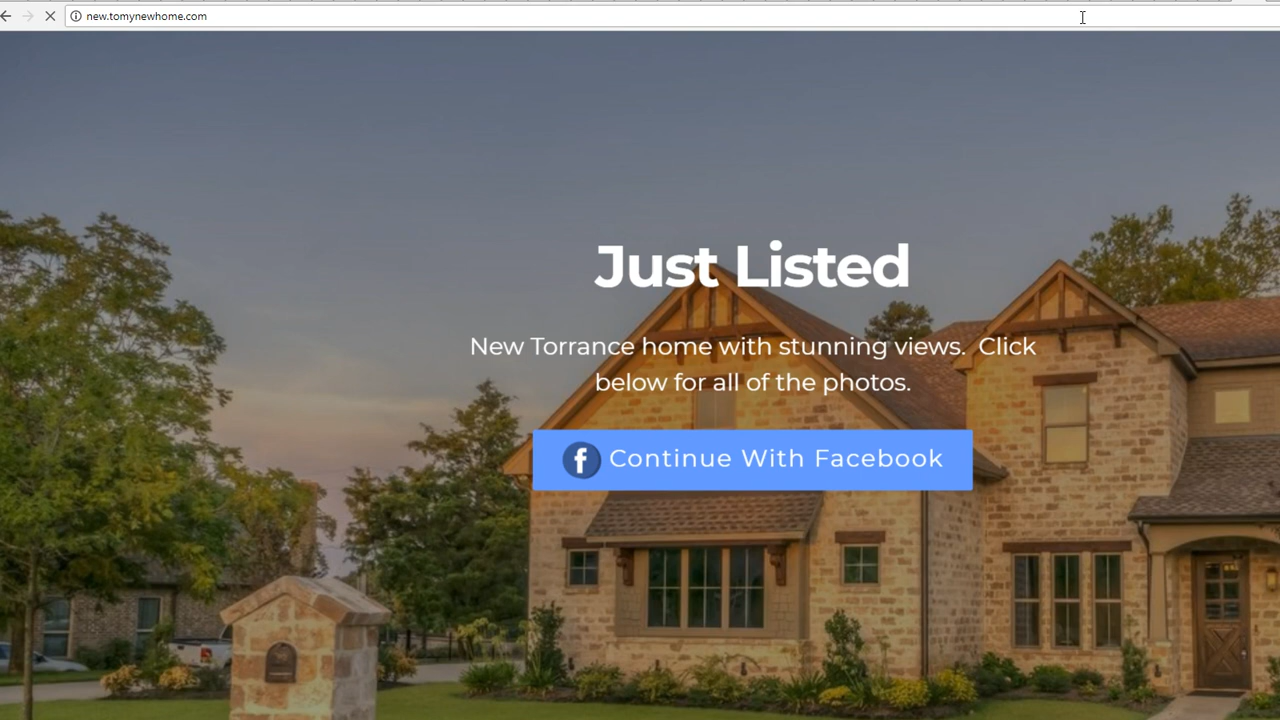 new.tomynewhome.com
Just Listed
New Torrance home with stunning views.  Click
below for all of the photos.
f Continue With Facebook